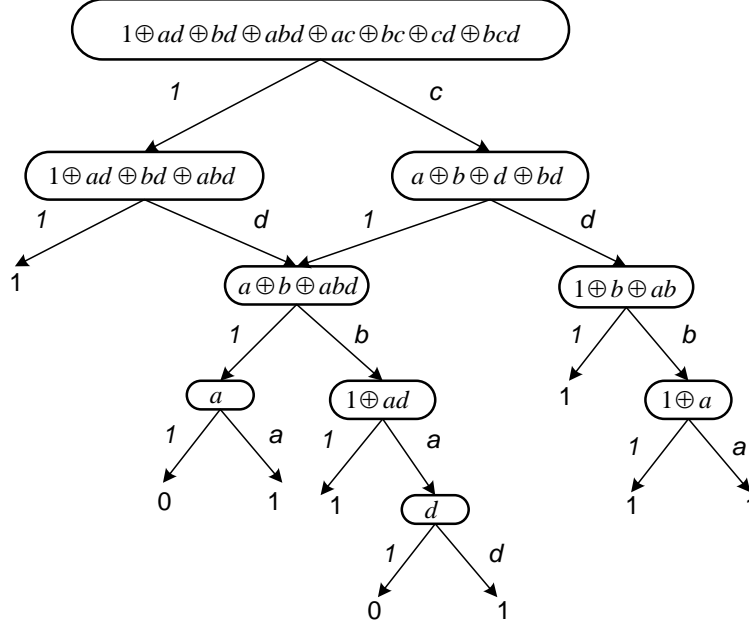 1⊕ad⊕bd⊕abd⊕ac⊕bc⊕cd⊕bcd
1 c
1⊕ad⊕bd⊕abd a⊕b⊕d⊕bd
1 d 1 d
1 a⊕b⊕abd 1⊕b⊕ab
1 b 1 b
a 1⊕ad 1 1⊕a
1 a 1 a 1 a
0 1 1 d 1 1
1 d
0 1